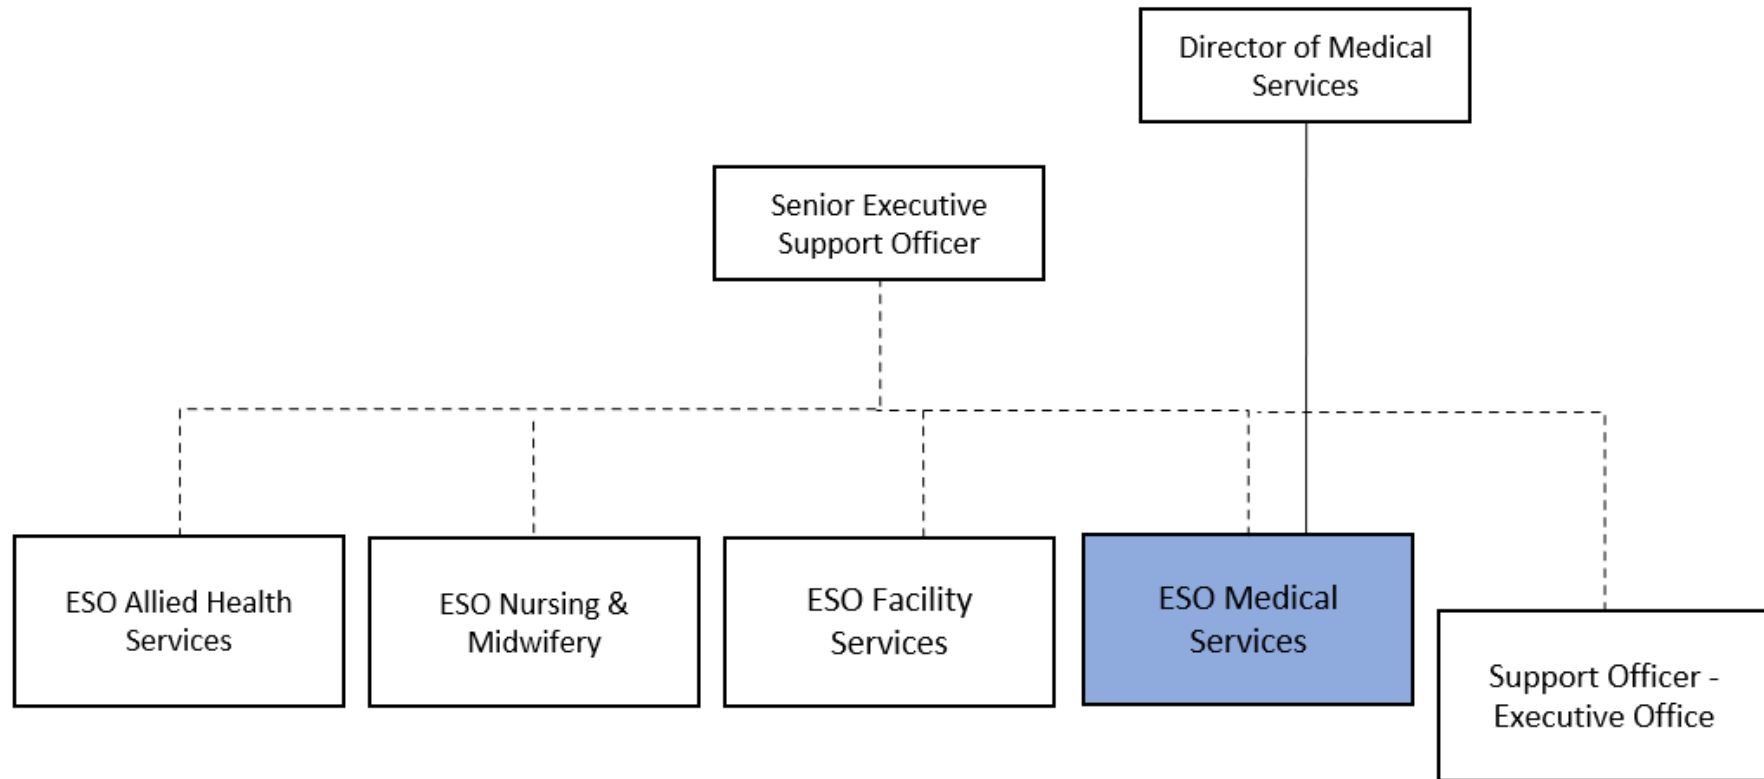 Director of Medical
Services
Senior Executive
Support Officer
ESO Allied Health
Services
ESO Nursing &
Midwifery
ESO Facility
Services
ESO Medical
Services
Support Officer -
Executive Office